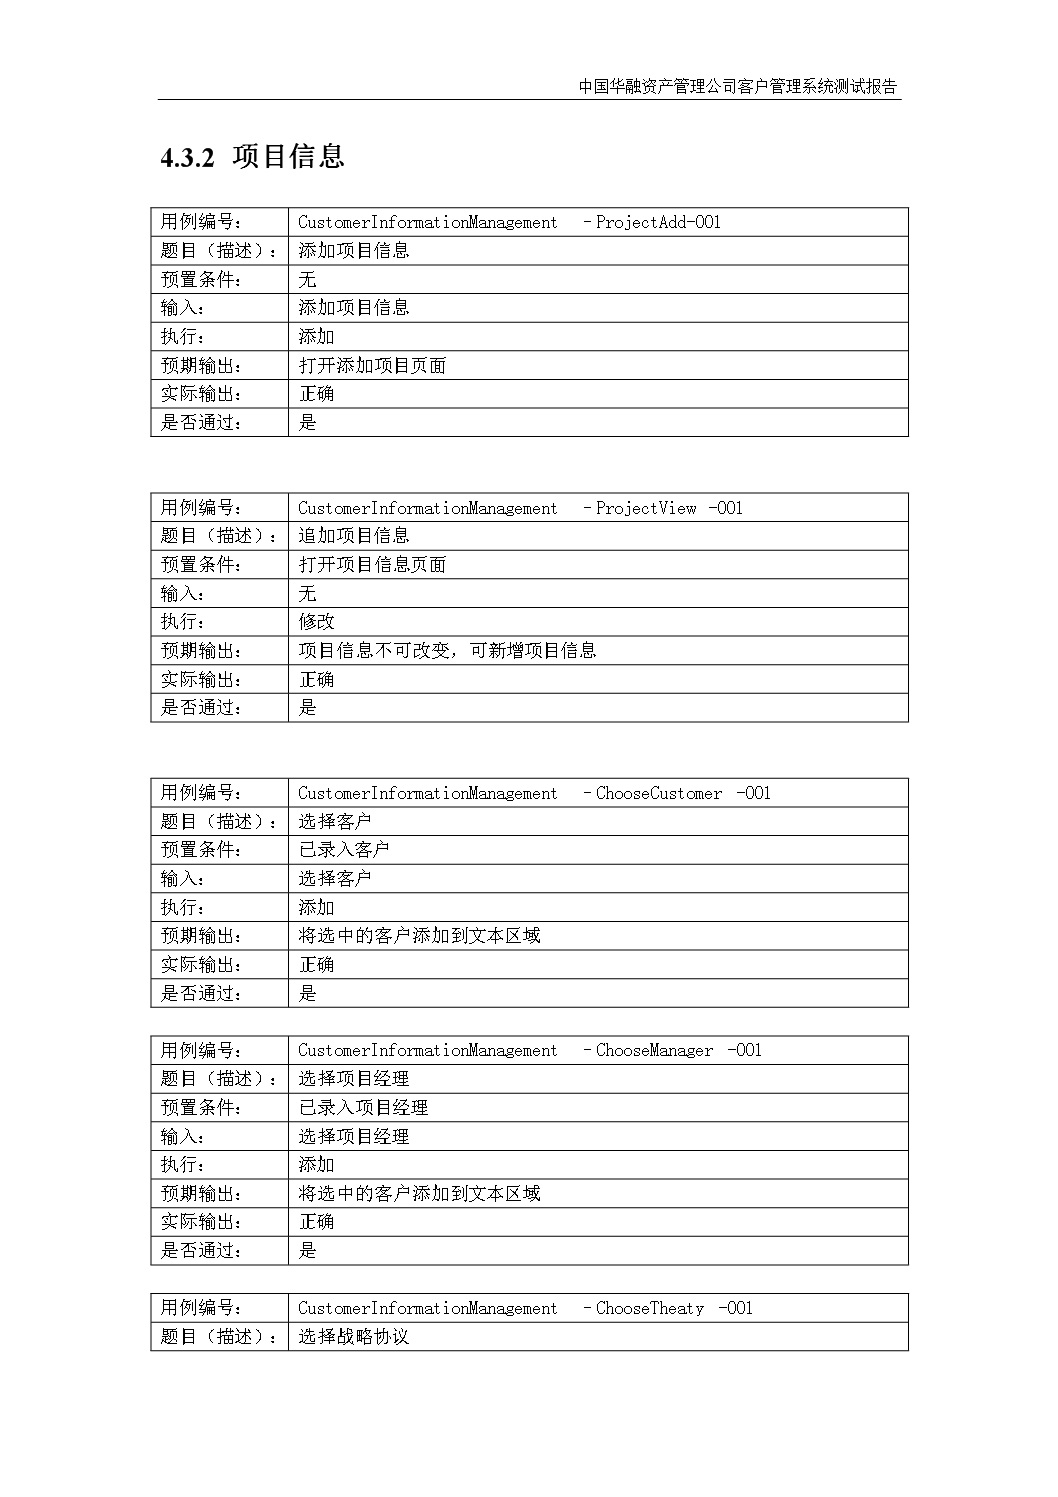 中国华融资产管理公司客户管理系统测试报告
4.3.2 项目信息
用例编号： CustomerInformationManagement －ProjectAdd-001
题目（描述）： 添加项目信息
预置条件： 无
输入： 添加项目信息
执行： 添加
预期输出： 打开添加项目页面
实际输出： 正确
是否通过： 是
用例编号： CustomerInformationManagement －ProjectView -001
题目（描述）： 追加项目信息
预置条件： 打开项目信息页面
输入： 无
执行： 修改
预期输出： 项目信息不可改变，可新增项目信息
实际输出： 正确
是否通过： 是
用例编号： CustomerInformationManagement －ChooseCustomer -001
题目（描述）： 选择客户
预置条件： 已录入客户
输入： 选择客户
执行： 添加
预期输出： 将选中的客户添加到文本区域
实际输出： 正确
是否通过： 是
用例编号： CustomerInformationManagement －ChooseManager -001
题目（描述）： 选择项目经理
预置条件： 已录入项目经理
输入： 选择项目经理
执行： 添加
预期输出： 将选中的客户添加到文本区域
实际输出： 正确
是否通过： 是
用例编号： CustomerInformationManagement －ChooseTheaty -001
题目（描述）： 选择战略协议